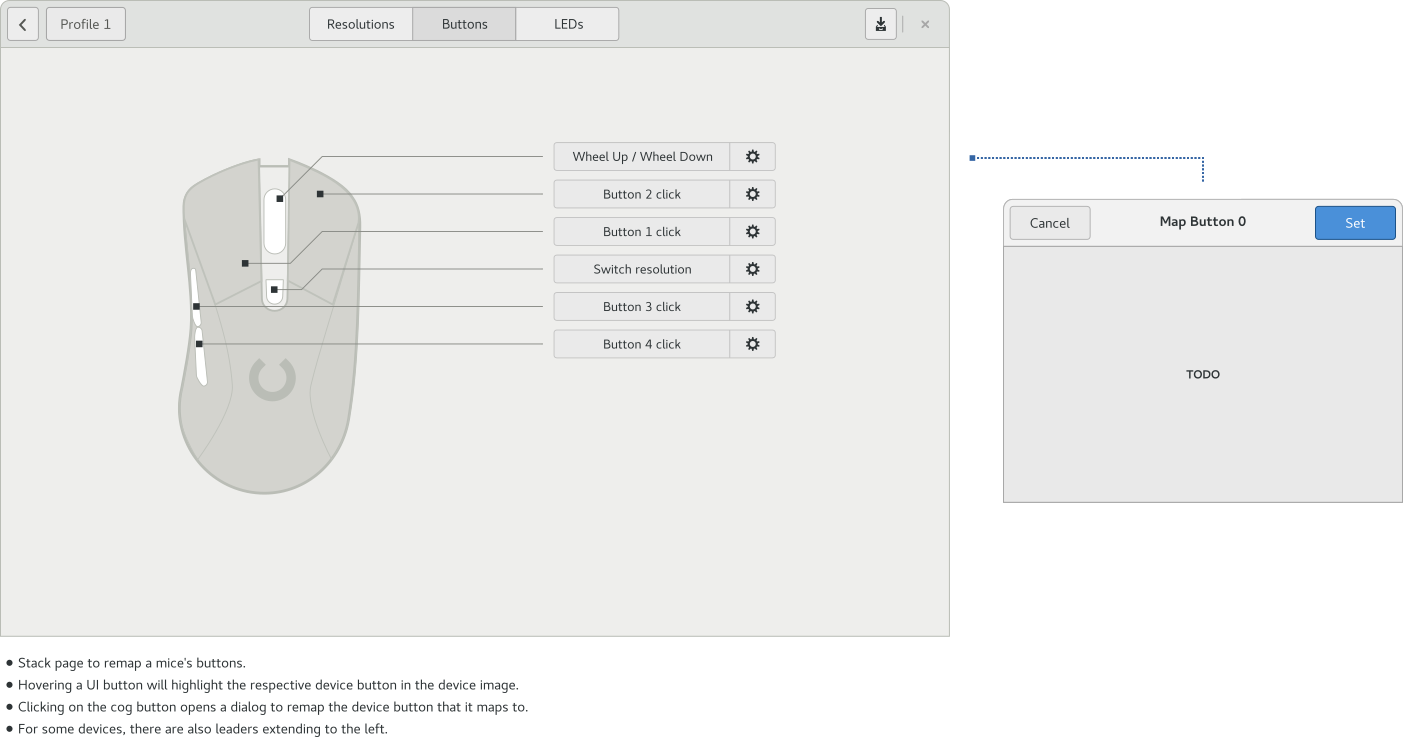 Profile 1
Resolutions
Buttons
LEDs
Wheel Up / Wheel Down
Button 2 click
Button 1 click
Switch resolution
Button 3 click
Button 4 click
Cancel
Map Button 0
Set
TODO
● Stack page to remap a mice's buttons.
● Hovering a UI button will highlight the respective device button in the device image.
● Clicking on the cog button opens a dialog to remap the device button that it maps to.
● For some devices, there are also leaders extending to the left.